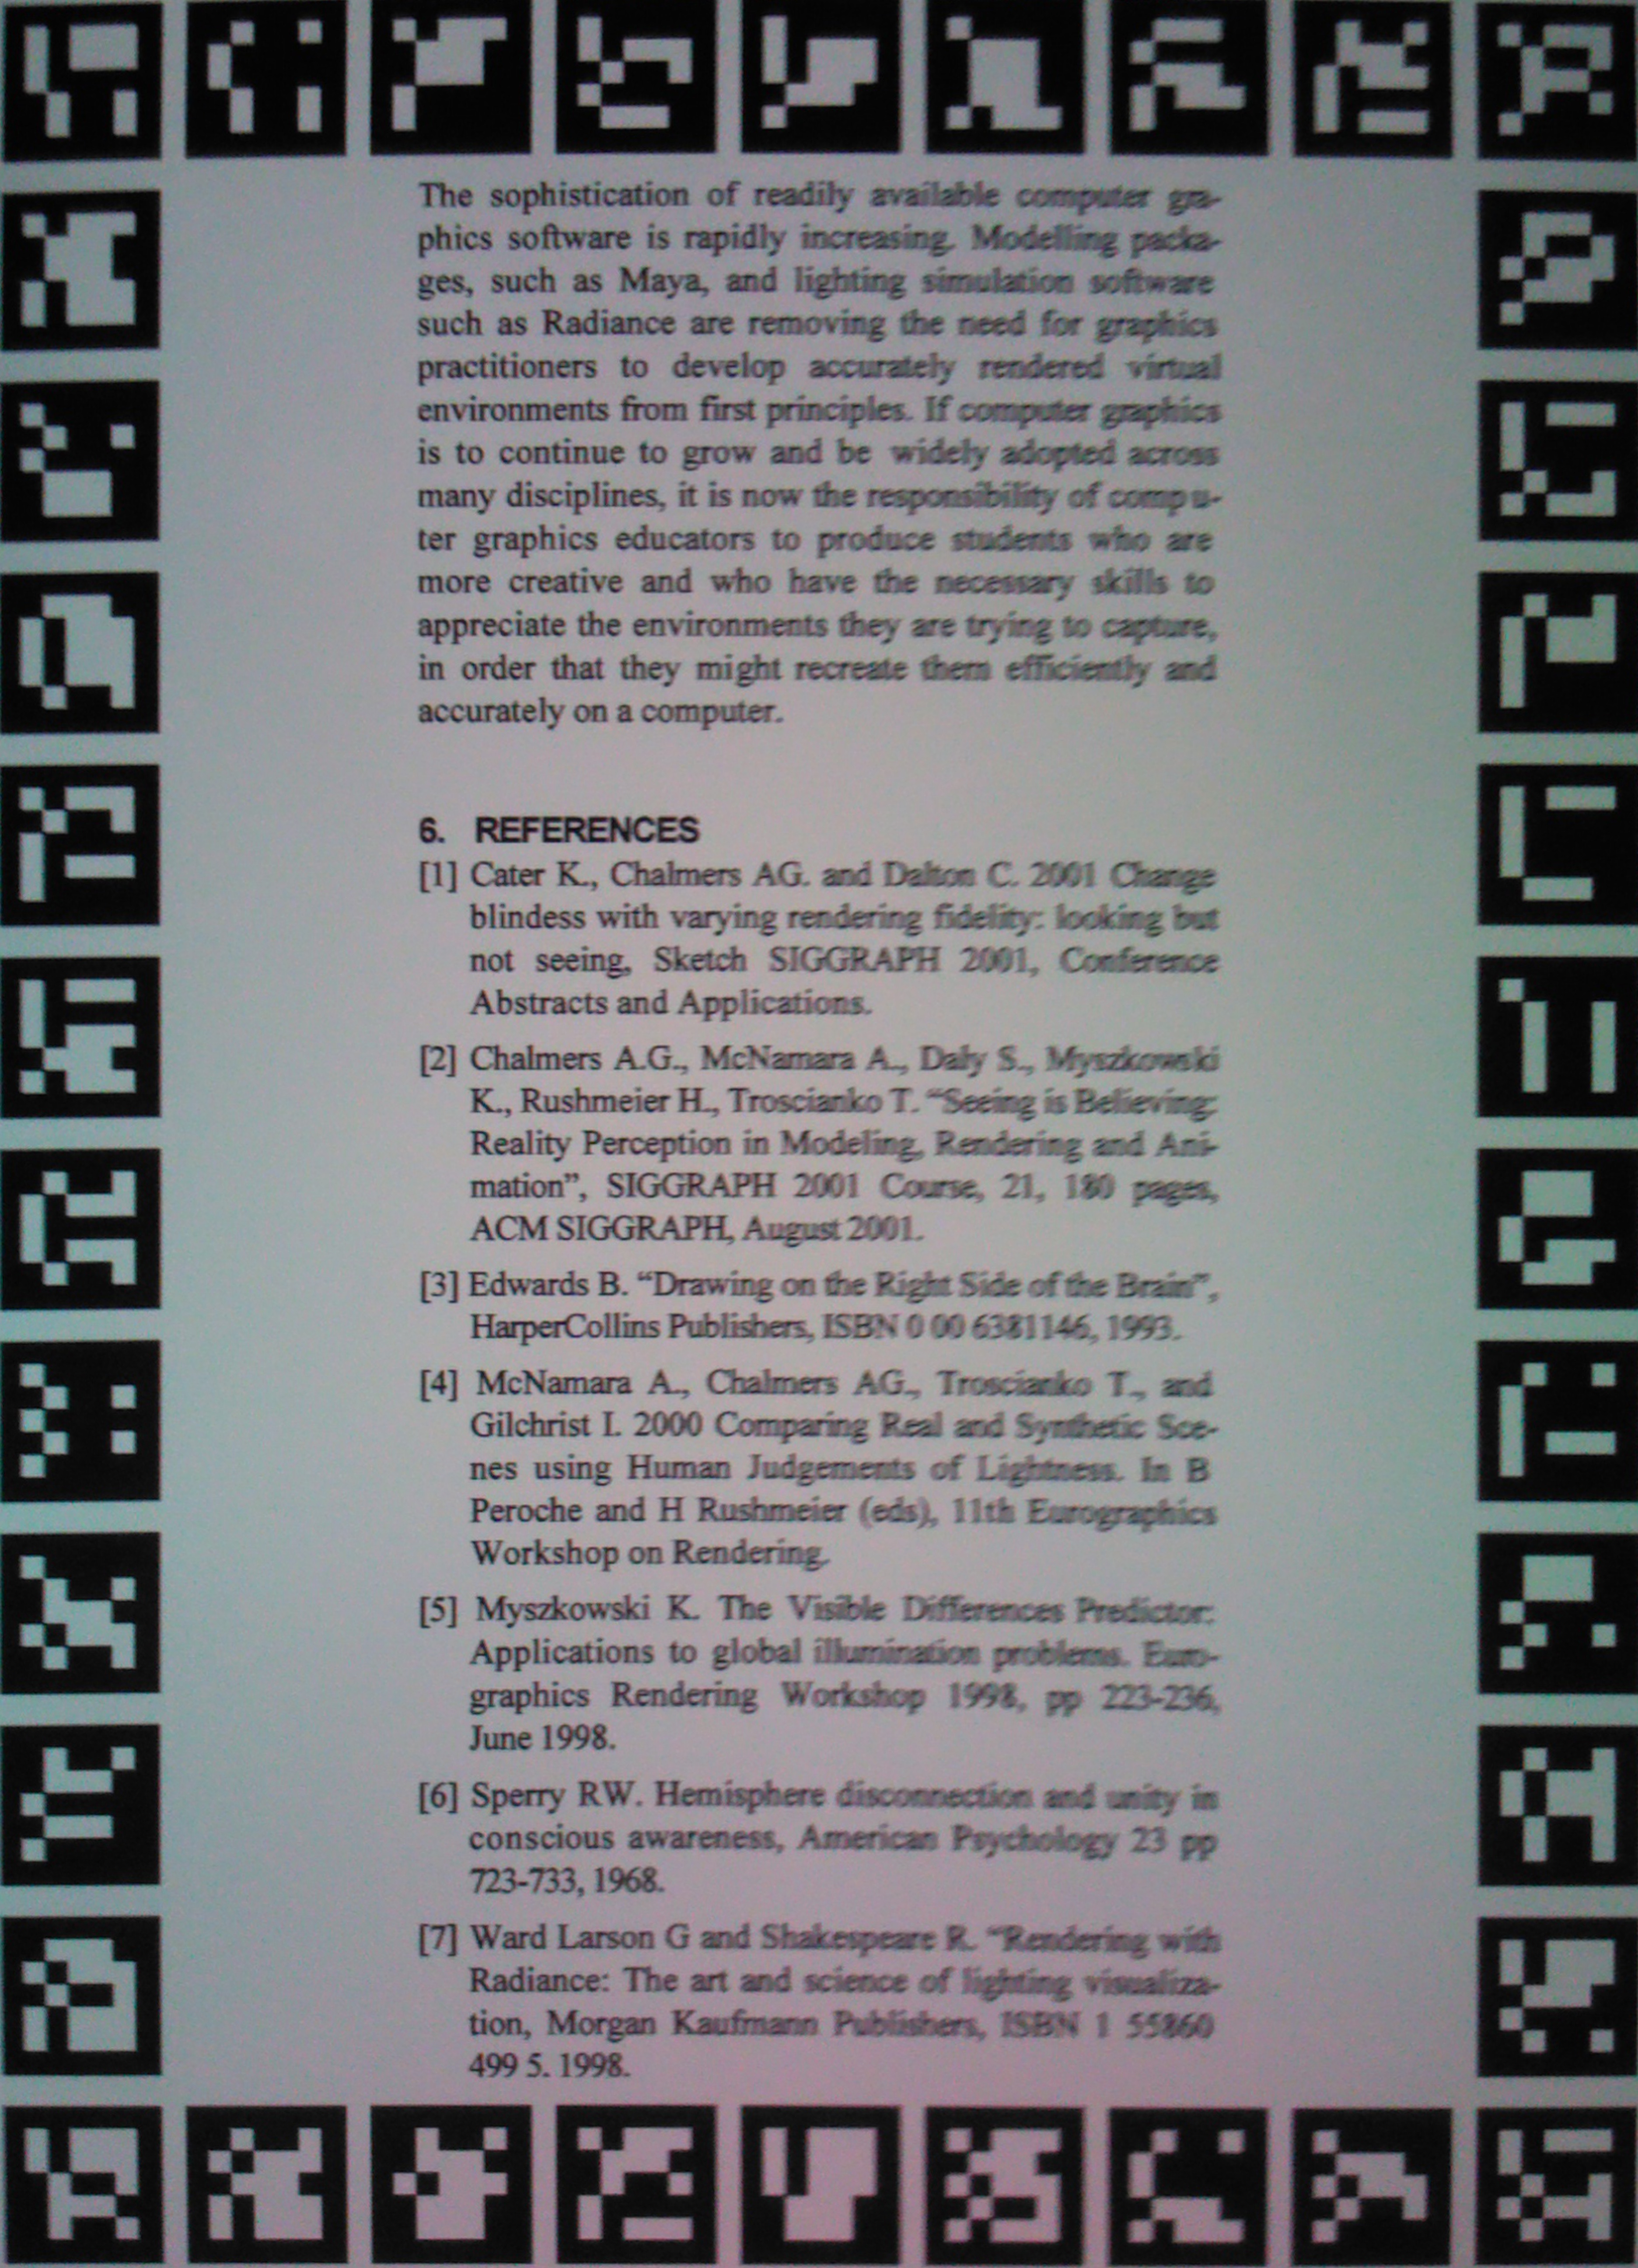 The sophistication of readily available computer gra-
phics software is rapidly increasing. Modelling packa-
ges, such as Maya, and lighting simulation software
such as Radiance are removing the need for graphics
practitioners to develop accurately rendered virtual
environments from first principles. If computer graphics
is to continue to grow and be widely adopted across
many disciplines, it is now the responsibility of compu-
ter graphics educators to produce students who are
more creative and who have the necessary skills to
appreciate the environments they are trying to capture,
in order that they might recreate them efficiently and
accurately on a computer.
6. REFERENCES
[1] Cater K., Chalmers AG. and Dalton C. 2001 Change
blindess with varying rendering fidelity: looking but
not seeing, Sketch SIGGRAPH 2001, Conference
Abstracts and Applications.
[2] Chalmers A.G., McNamara A., Daly S., Myszkowski
K., Rushmeier H., Troscianko T. “Seeing is Believing:
Reality Perception in Modeling, Rendering and Ani-
mation”, SIGGRAPH 2001 Course, 21, 180 pages,
ACM SIGGRAPH, August 2001.
[3] Edwards B. “Drawing on the Right Side of the Brain”,
HarperCollins Publishers, ISBN 0 00 6381146, 1993.
[4] McNamara A., Chalmers AG., Troscianko T., and
Gilchrist I. 2000 Comparing Real and Synthetic Sce-
nes using Human Judgements of Lightness. In B
Peroche and H Rushmeier (eds), 11th Eurographics
Workshop on Rendering.
[5] Myszkowski K. The Visible Differences Predictor:
Applications to global illumination problems. Euro-
graphics Rendering Workshop 1998, pp 223-236,
June 1998.
[6] Sperry RW. Hemisphere disconnection and unity in
conscious awareness, American Psychology 23 pp
723-733, 1968.
[7] Ward Larson G and Shakespeare R. “Rendering with
Radiance: The art and science of lighting visualiza-
tion, Morgan Kaufmann Publishers, ISBN 1 55860
499 5. 1998.